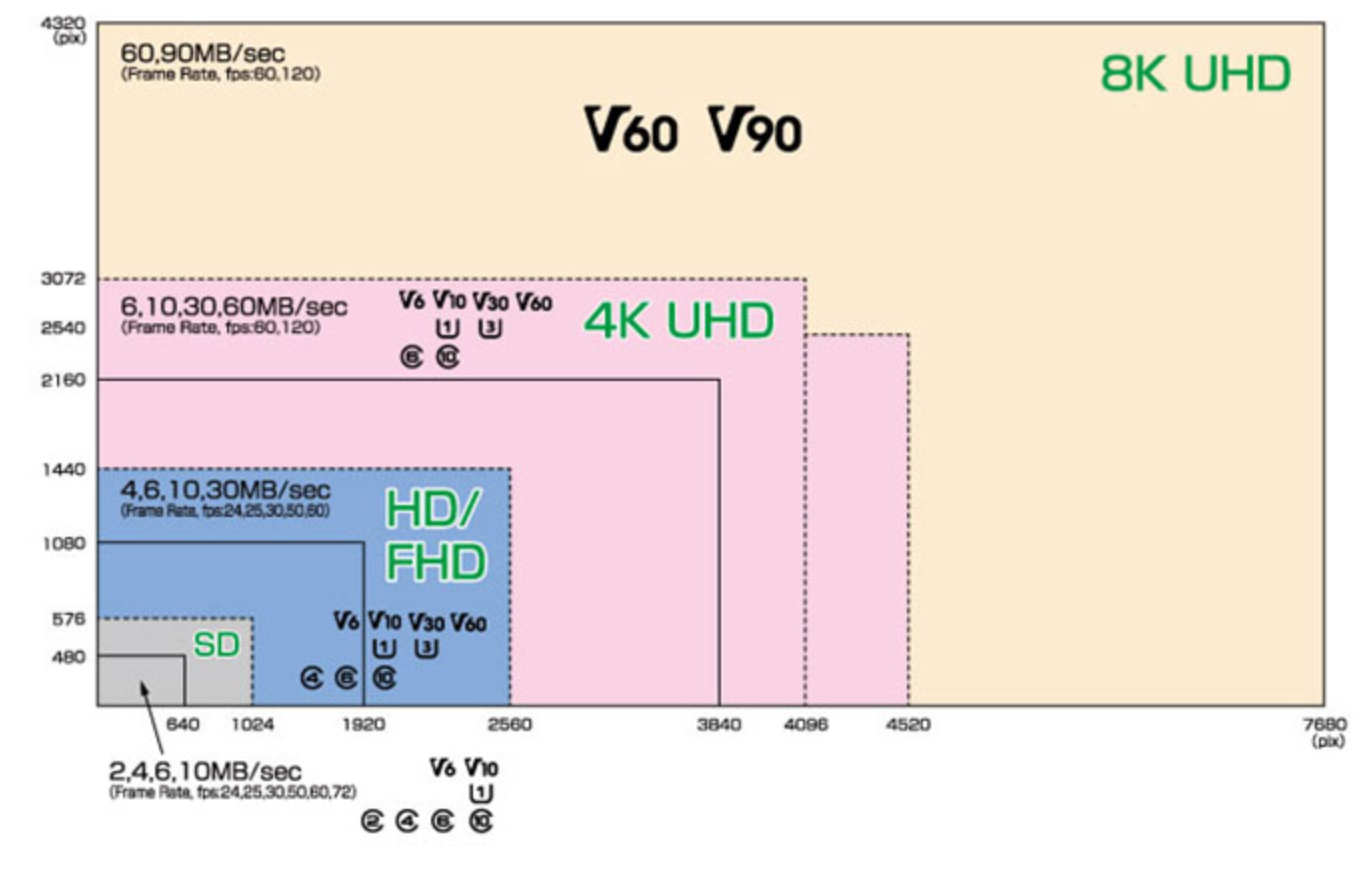 4320
(pix)
60,90MB/sec
(Frame Rate, fps:60,120)
8K UHD
V60 V90
3072
6,10,30,60MB/sec
(Frame Rate, fps:60,120)
V6 V10 V30 V60
1 3
6 10
4K UHD
2540
2160
1440
4,6,10,30MB/sec
(Frame Rate, fps:24,25,30,50,60)
HD/
FHD
1080
576
V6 V10 V30 V60
1 3
4 6 10
SD
480
640 1024 1920 2560 3840 4096 4520 7680
(pix)
2,4,6,10MB/sec
(Frame Rate, fps:24,25,30,50,60,72)
V6 V10
1
2 4 6 10